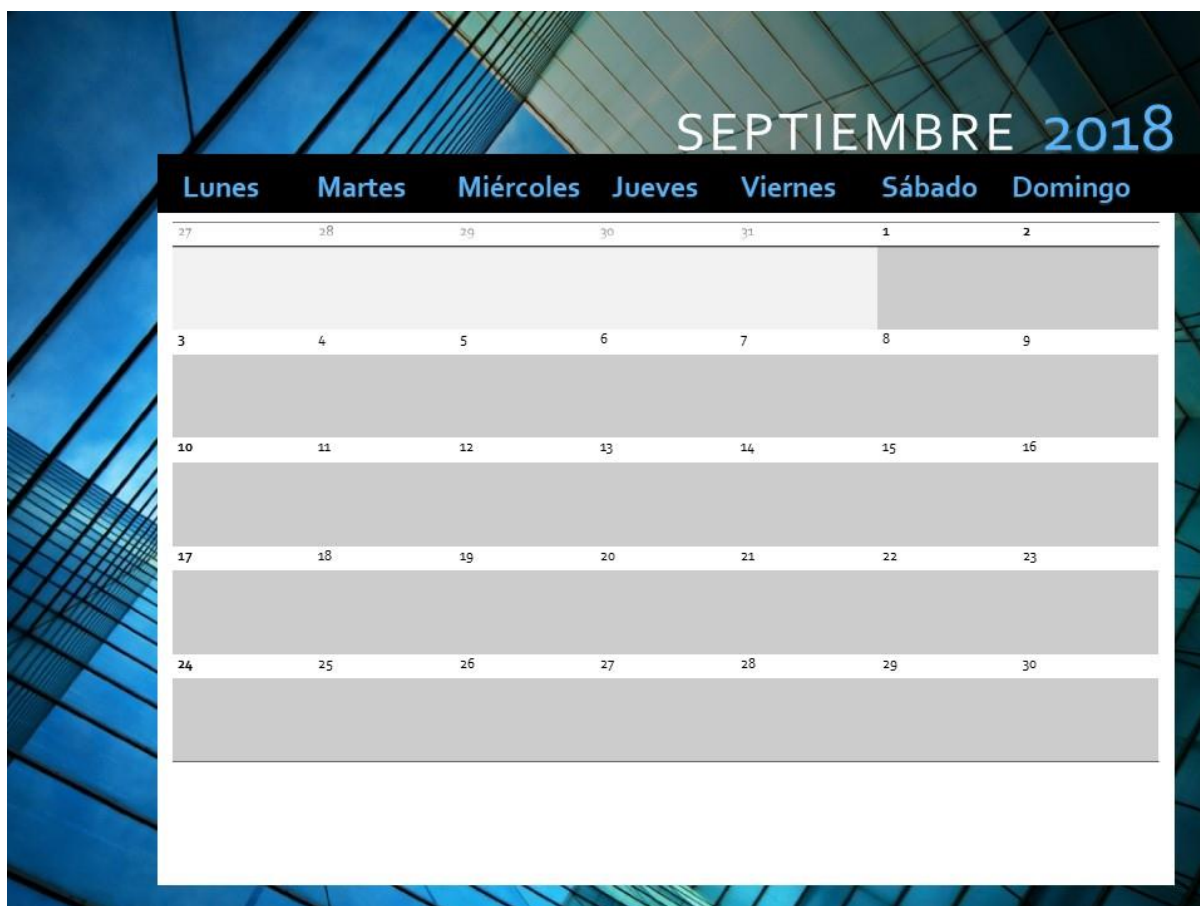 SEPTIEMBRE 2018
Lunes Martes Miércoles Jueves Viernes Sábado Domingo
27 28 29 30 31 1 2
3 4 5 6 7 8 9
10 11 12 13 14 15 16
17 18 19 20 21 22 23
24 25 26 27 28 29 30